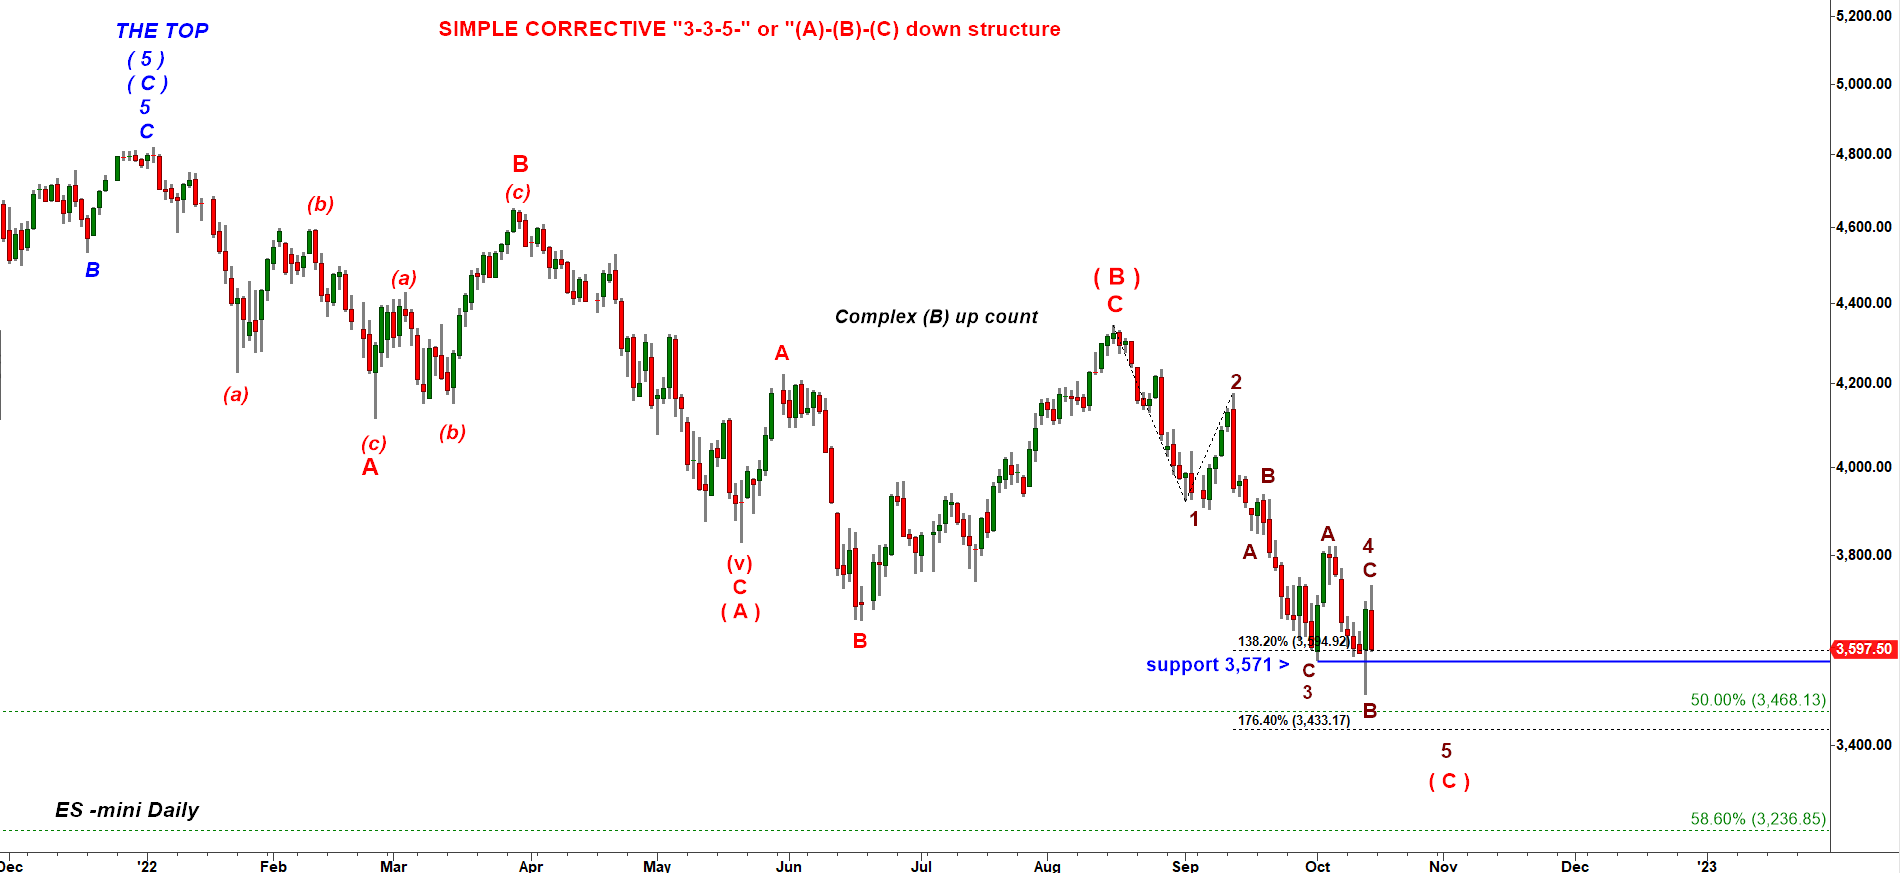 THE TOP
( 5 )
( C )
5
C
B
SIMPLE CORRECTIVE "3-3-5-" or "(A)-(B)-(C) down structure
(b)
(a)
(a)
(c)
A
(b)
B
(c)
A
(v)
C
( A )
B
Complex (B) up count
( B )
C
2
1
B
A
A
4
C
138.20% (3,594.92)
support 3,571 >
C
3
B
176.40% (3,433.17)
5
( C )
50.00% (3,468.13)
58.60% (3,236.85)
ES -mini Daily
5,200.00
5,000.00
4,800.00
4,600.00
4,400.00
4,200.00
4,000.00
3,800.00
3,597.50
3,400.00
Dec '22 Feb Mar Apr May Jun Jul Aug Sep Oct Nov Dec '23